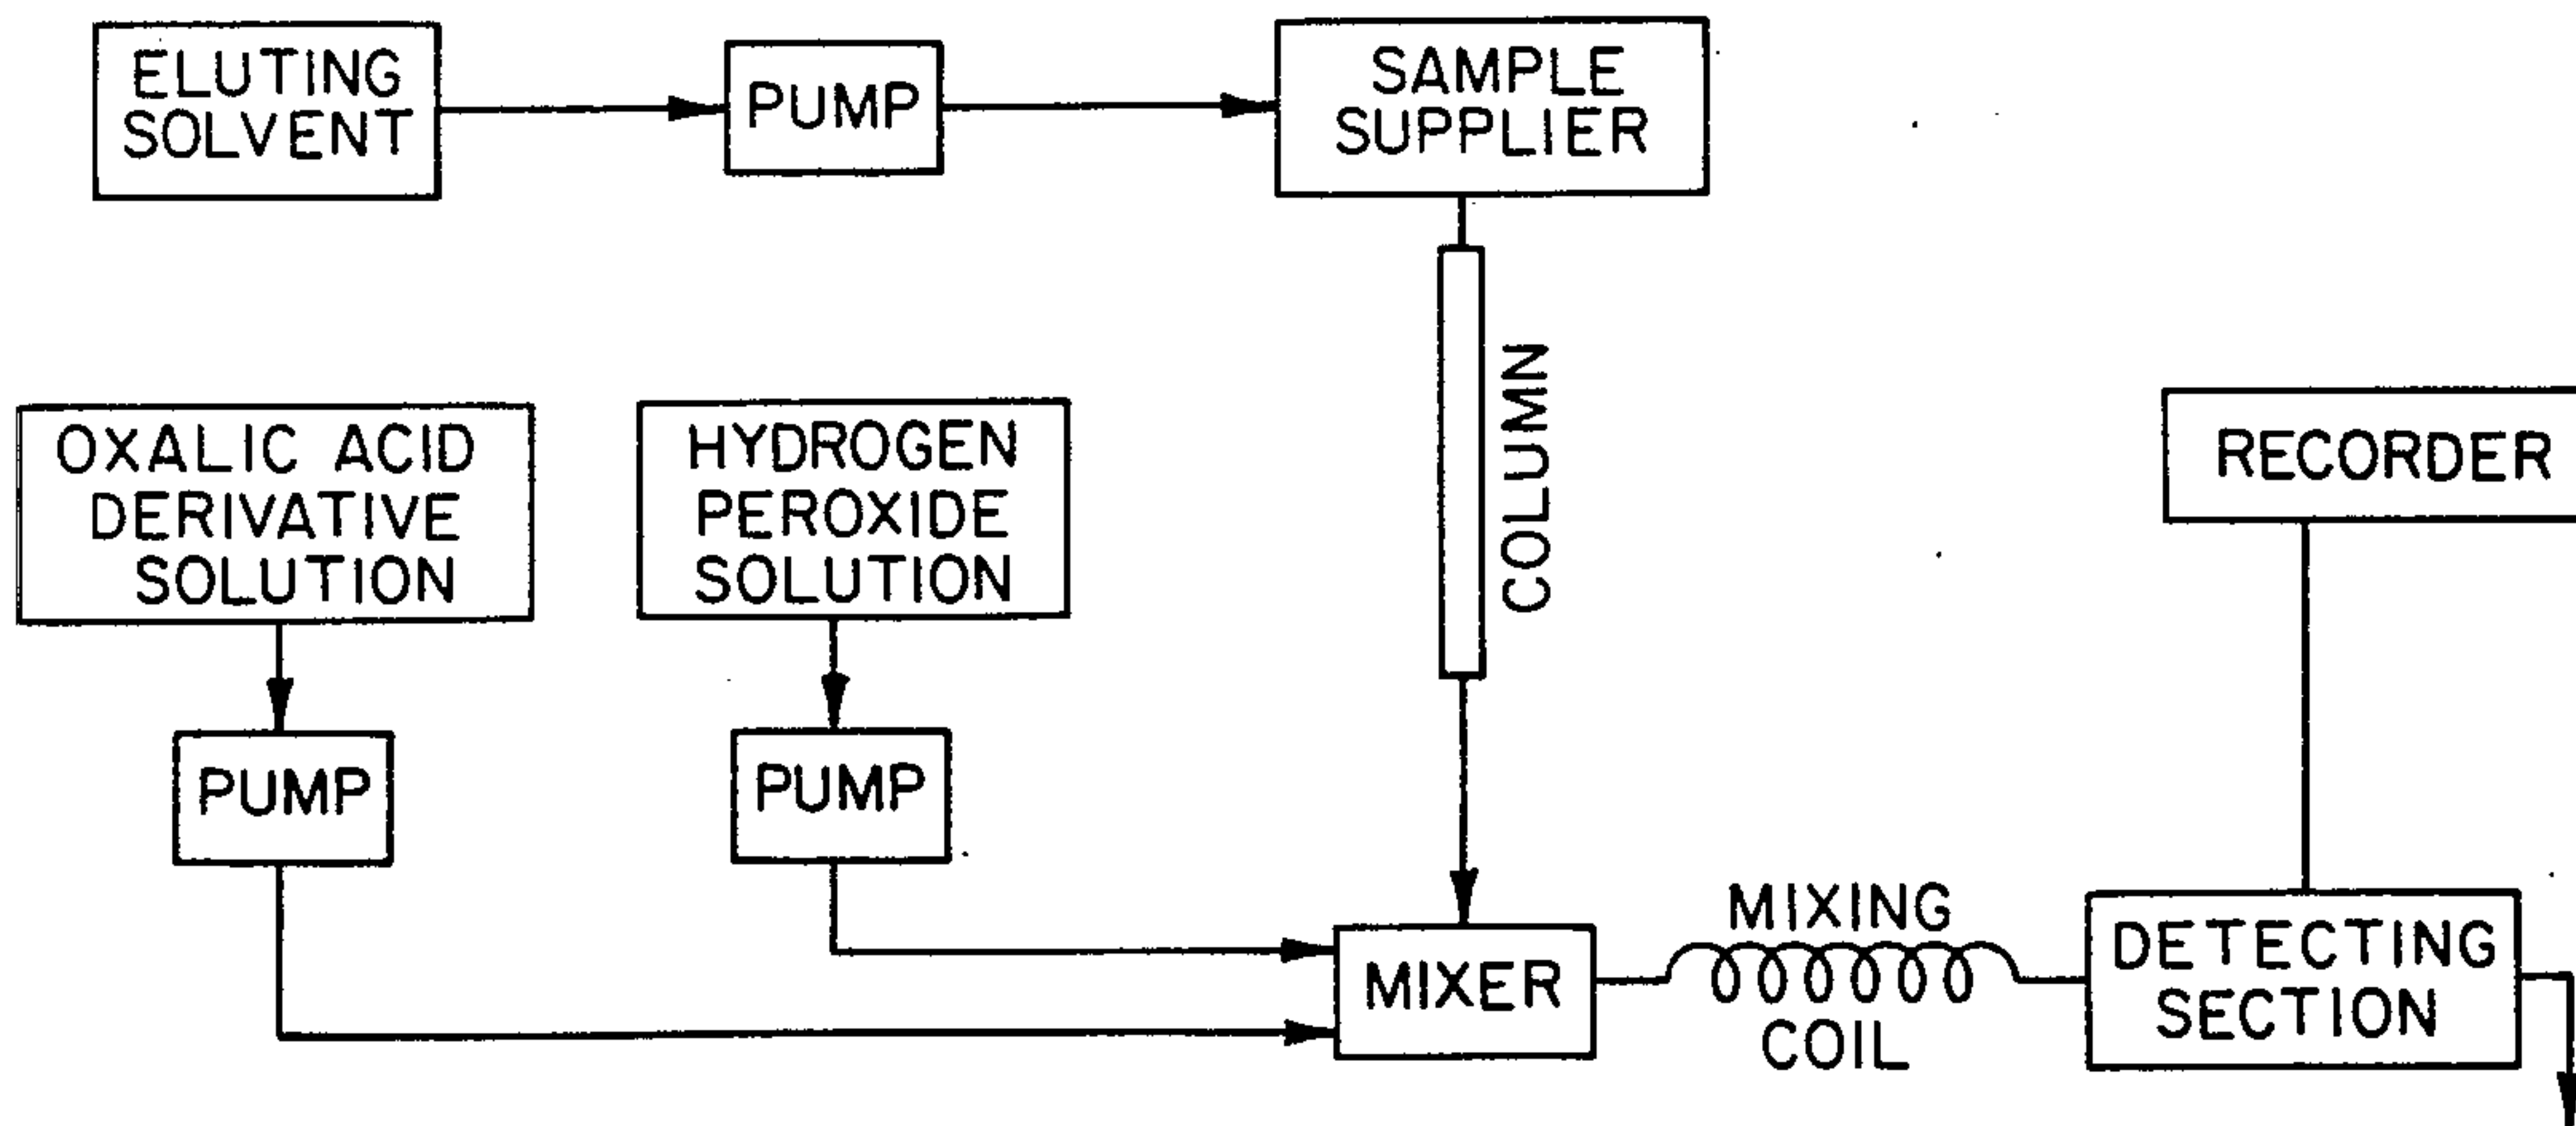 ELUTING
SOLVENT
PUMP
SAMPLE
SUPPLIER
COLUMN
OXALIC ACID
DERIVATIVE
SOLUTION
HYDROGEN
PEROXIDE
SOLUTION
RECORDER
PUMP
PUMP
MIXER
MIXING
COIL
DETECTING
SECTION